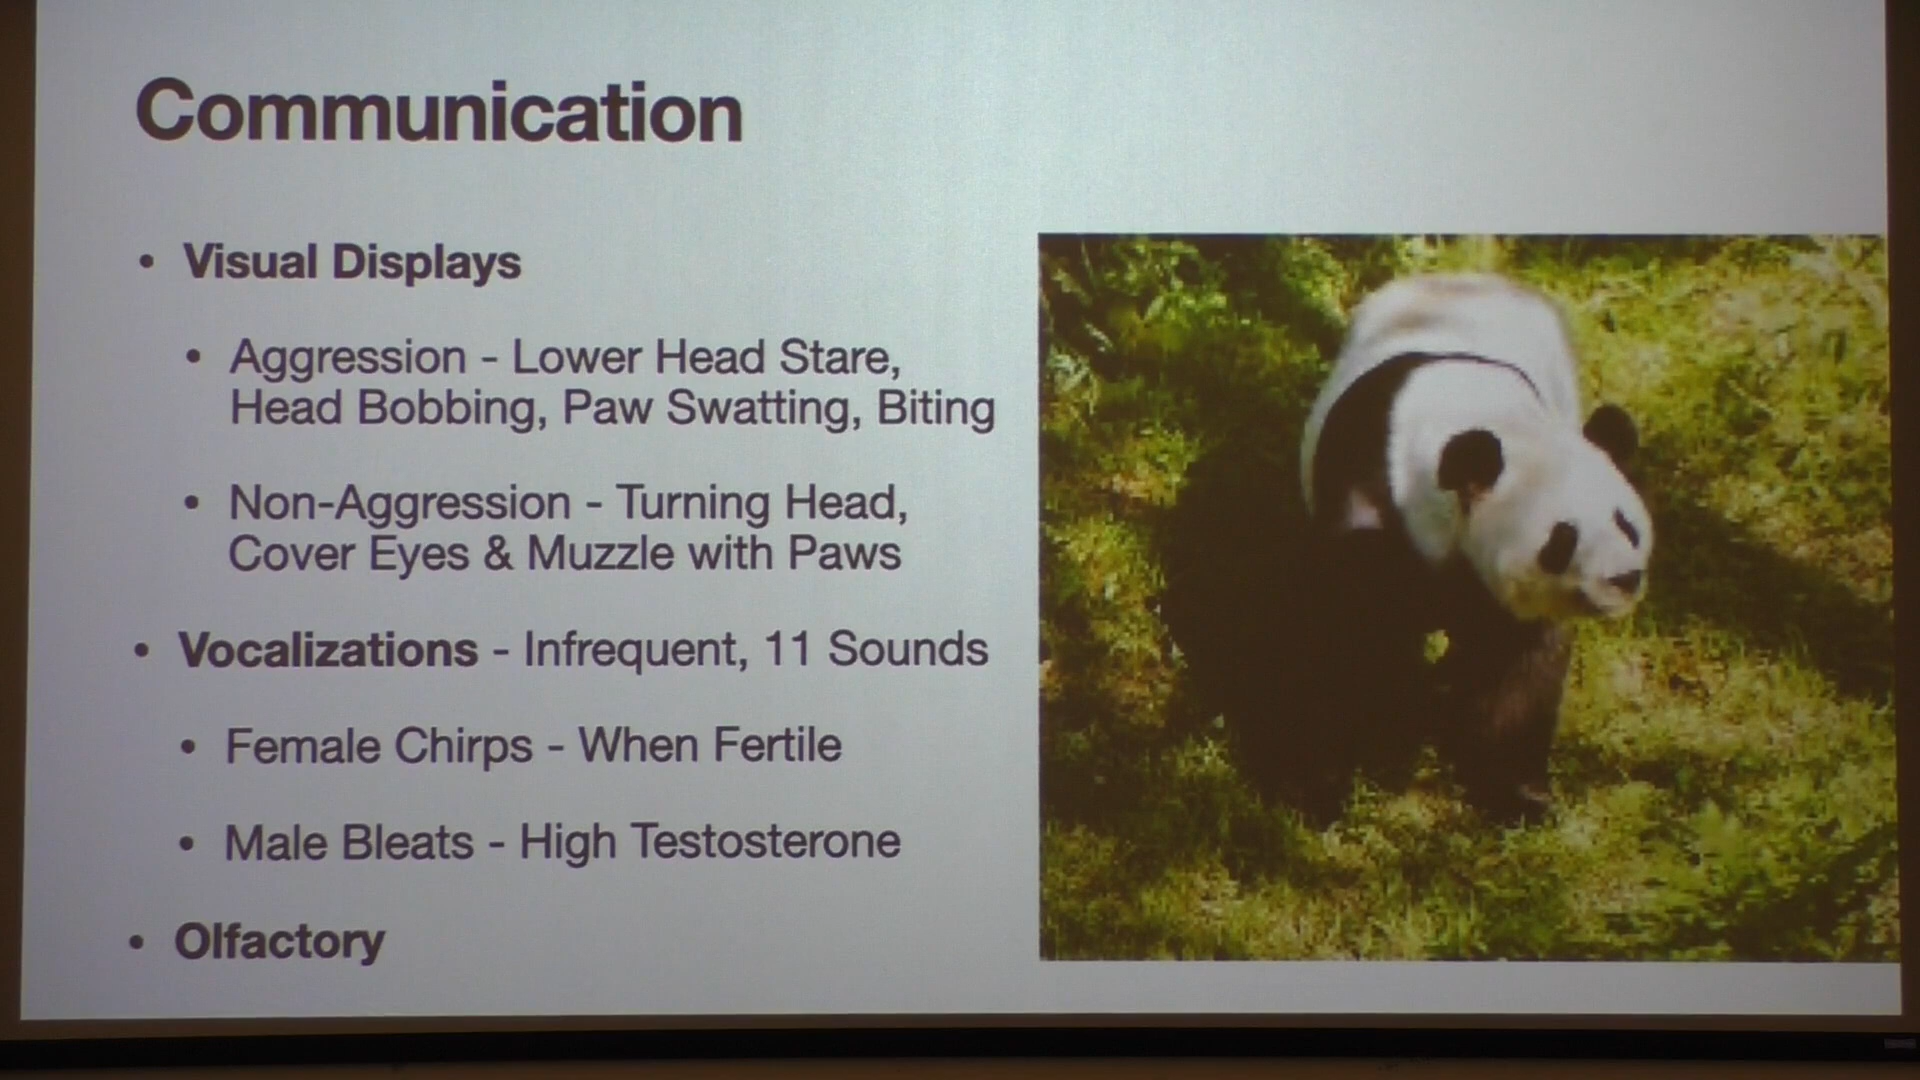 Communication
• Visual Displays
• Aggression - Lower Head Stare,
Head Bobbing, Paw Swatting, Biting
• Non-Aggression - Turning Head,
Cover Eyes & Muzzle with Paws
• Vocalizations - Infrequent, 11 Sounds
• Female Chirps - When Fertile
• Male Bleats - High Testosterone
• Olfactory